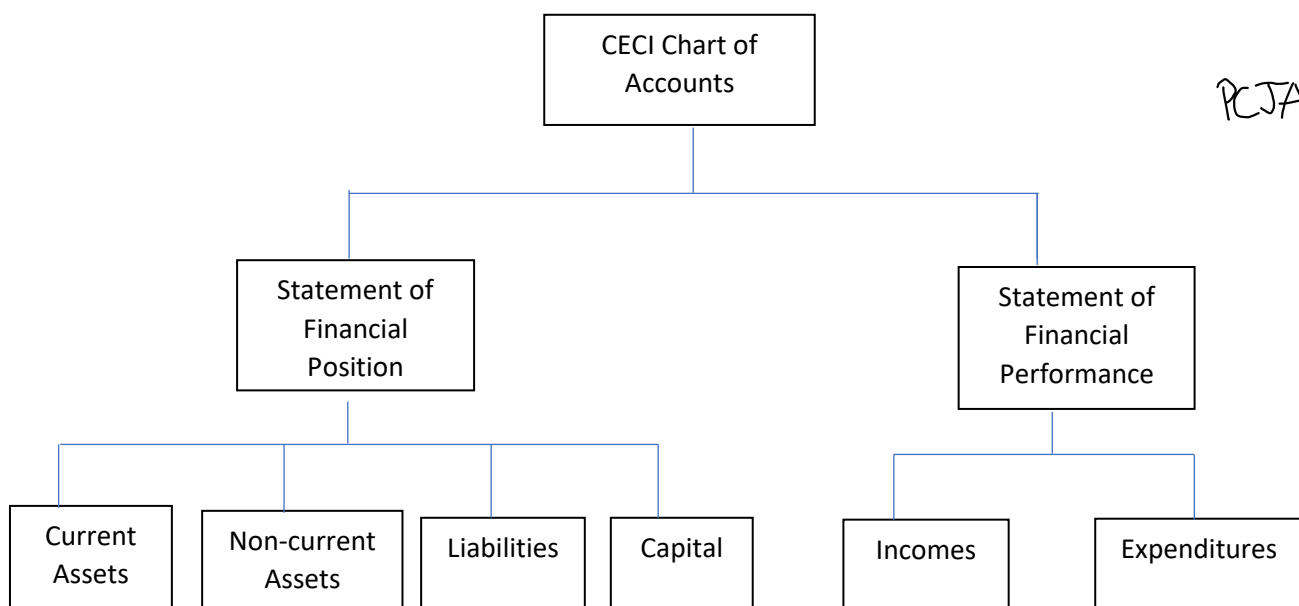 CECI Chart of
Accounts
Statement of
Financial
Position
Statement of
Financial
Performance
Current
Assets
Non-current
Assets
Liabilities
Capital
Incomes
Expenditures